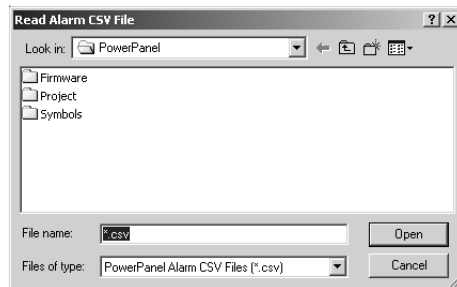 Read Alarm CSV File
Look in: PowerPanel
Firmware
Project
Symbols
File name: *.csv Open
Files of type: PowerPanel Alarm CSV Files (*.csv) Cancel